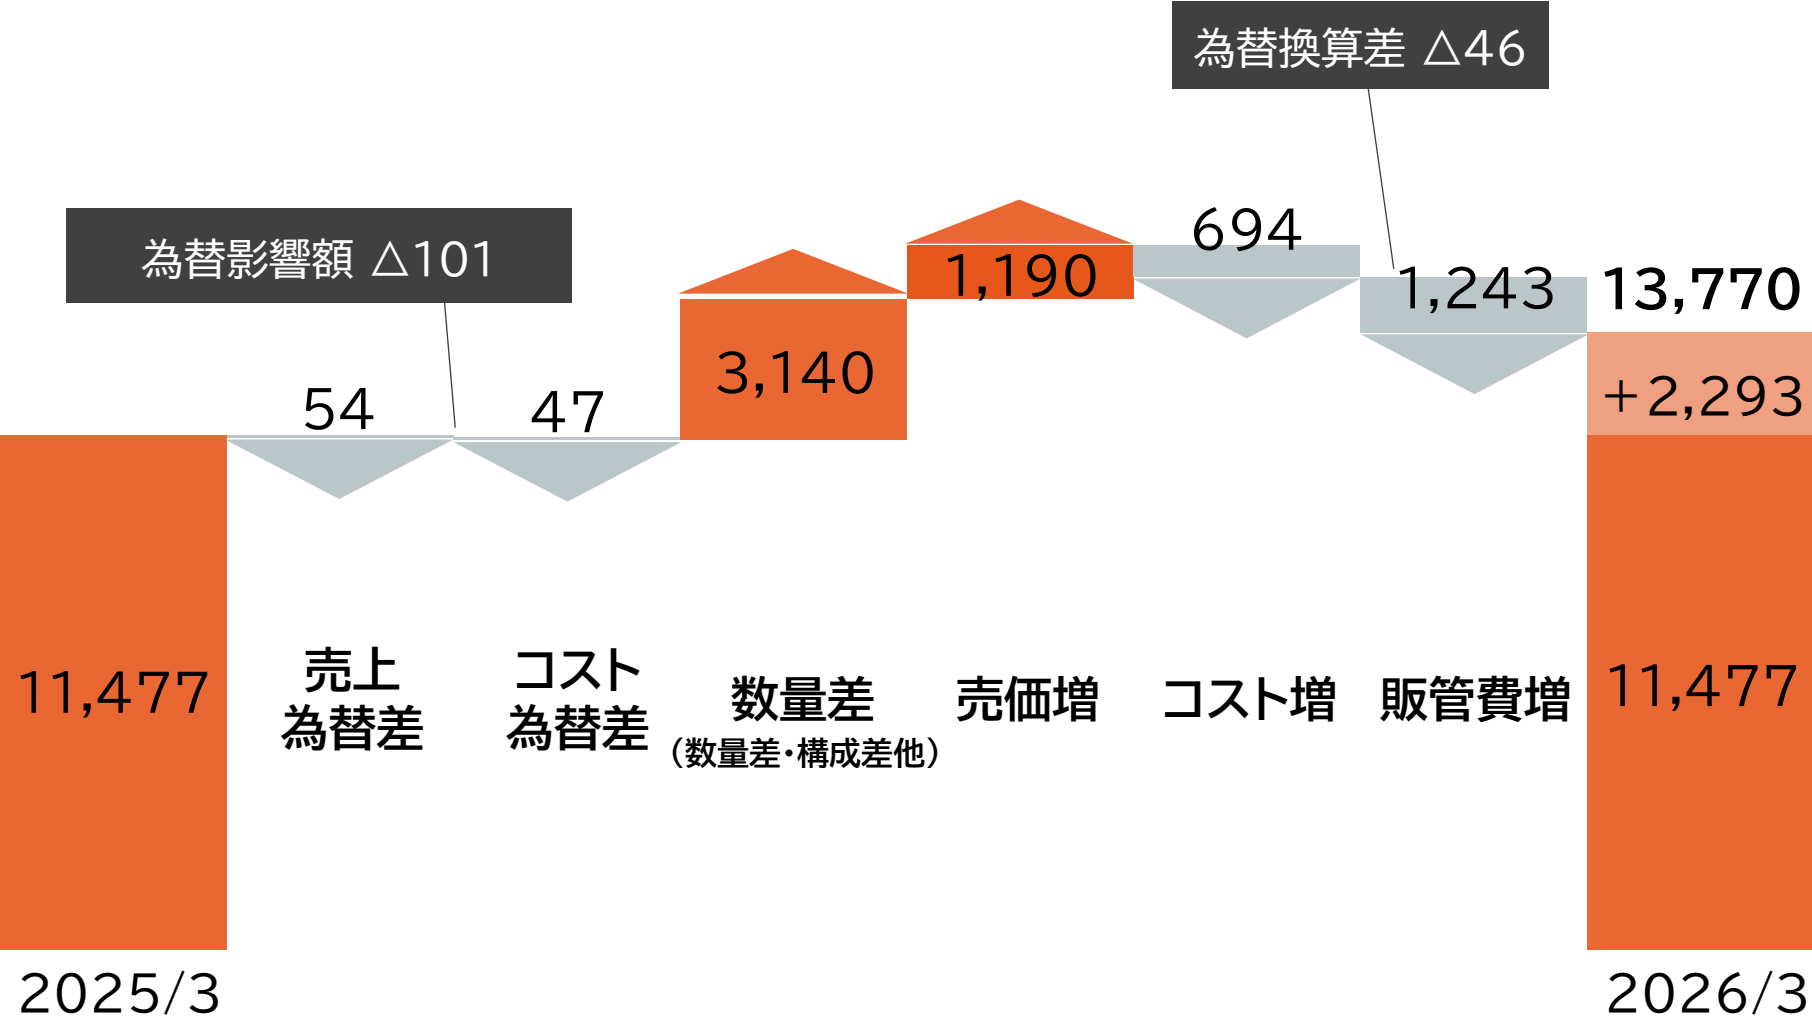 為替換算差 △46
為替影響額 △101
54
47
3,140
1,190
694
1,243
13,770
+2,293
11,477
売上
為替差
コスト
為替差
数量差
(数量差・構成差他)
売価増
コスト増
販管費増
11,477
2025/3
2026/3